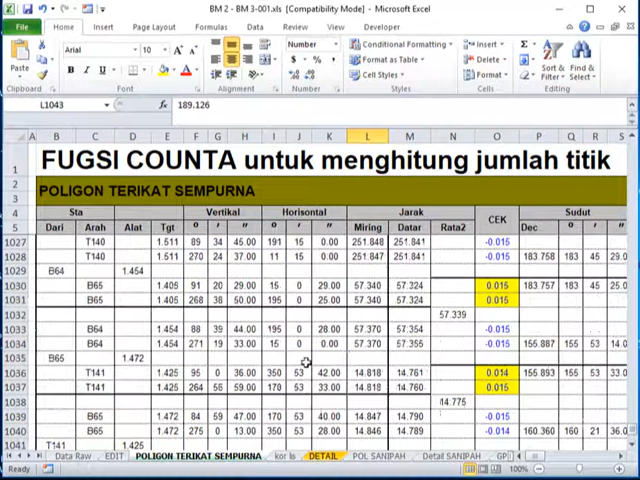 BM 2 - BM 3-001.xls [Compatibility Mode] - Microsoft Excel
File Home Insert Page Layout Formulas Data Review View Developer
Paste
Clipboard
Arial 10
B I U
Font
Alignment
Number
$ % ,
Number
Conditional Formatting
Format as Table
Cell Styles
Styles
Insert
Delete
Format
Cells
Sort & Filter
Find & Select
Editing
L1043 fx 189.126
A B C D E F G H I J K L M N O P Q R S
1 FUGSI COUNTA untuk menghitung jumlah titik
2 POLIGON TERIKAT SEMPURNA
3
4 Sta Vertikal Horisontal Jarak CEK Sudut
5 Dari Arah Alat Tgt º ' " º ' " Miring Datar Rata2 Dec º ' "
1027 T140 1.511 89 34 45.00 191 15 0.00 251.848 251.841 -0.015
1028 T140 1.511 270 24 37.00 11 15 0.00 251.847 251.841 -0.015 183.758 183 45 29.0
1029 B64 1.454
1030 B65 1.405 91 20 29.00 15 0 29.00 57.340 57.324 0.015 183.757 183 45 25.0
1031 B65 1.405 268 38 50.00 195 0 25.00 57.340 57.324 0.015
1032 57.339
1033 B64 1.454 88 39 44.00 195 0 28.00 57.370 57.354 -0.015
1034 B64 1.454 271 19 33.00 15 0 0.00 57.370 57.355 -0.015 155.887 155 53 14.0
1035 B65 1.472
1036 T141 1.425 95 0 36.00 350 53 42.00 14.818 14.761 0.014 155.893 155 53 33.0
1037 T141 1.425 264 56 59.00 170 53 33.00 14.818 14.760 0.015
1038 14.775
1039 B65 1.472 84 59 47.00 170 53 40.00 14.847 14.790 -0.015
1040 B65 1.472 275 0 13.00 350 53 28.00 14.846 14.789 -0.014 160.360 160 21 36.0
1041 T141 1.425
Data Raw EDIT POLIGON TERIKAT SEMPURNA kor ls DETAIL POL SANIPAH Detail SANIPAH
Ready 100%